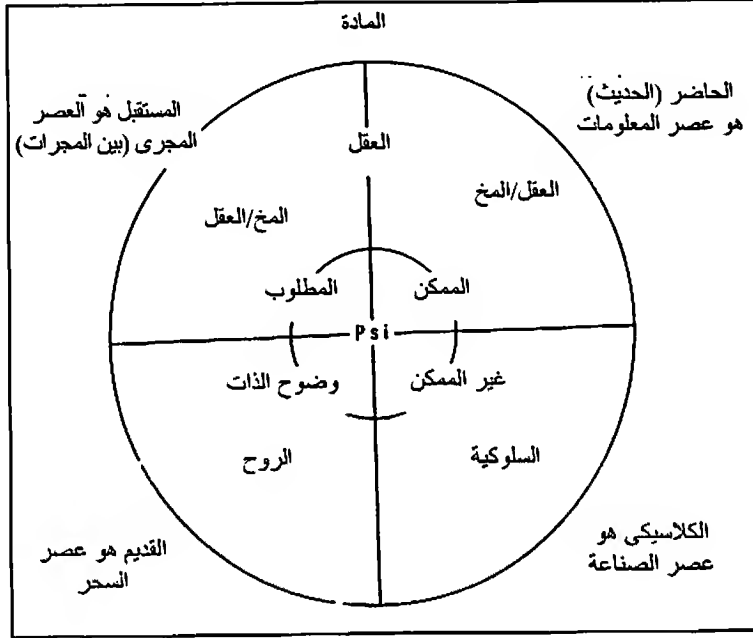 المادة
الحاضر (الحديث)
هو عصر المعلومات
المستقبل هو العصر
المجرى (بين المجرات)
العقل
العقل/المخ
المخ/العقل
الممكن
المطلوب
Psi
غير الممكن
وضوح الذات
السلوكية
الروح
الكلاسيكى هو
عصر الصناعة
القديم هو عصر
السحر